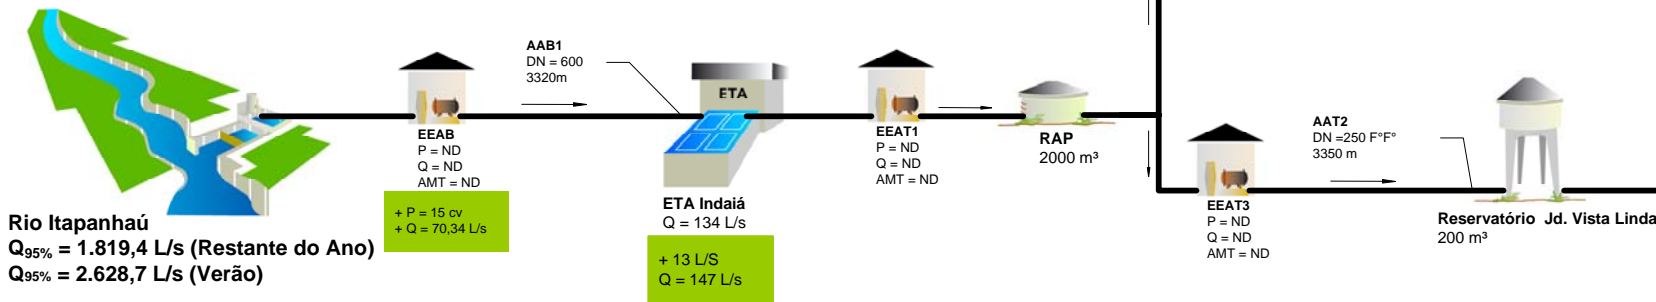 Rio Itapanhaú
Q95% = 1.819,4 L/s (Restante do Ano)
Q95% = 2.628,7 L/s (Verão)
EEAB
P = ND
Q = ND
AMT = ND
+ P = 15 cv
+ Q = 70,34 L/s
AAB1
DN = 600
3320m
ETA
ETA Indaiá
Q = 134 L/s
+ 13 L/S
Q = 147 L/s
EEAT1
P = ND
Q = ND
AMT = ND
RAP
2000 m³
EEAT3
P = ND
Q = ND
AMT = ND
AAT2
DN =250 F°F°
3350 m
Reservatório Jd. Vista Linda
200 m³